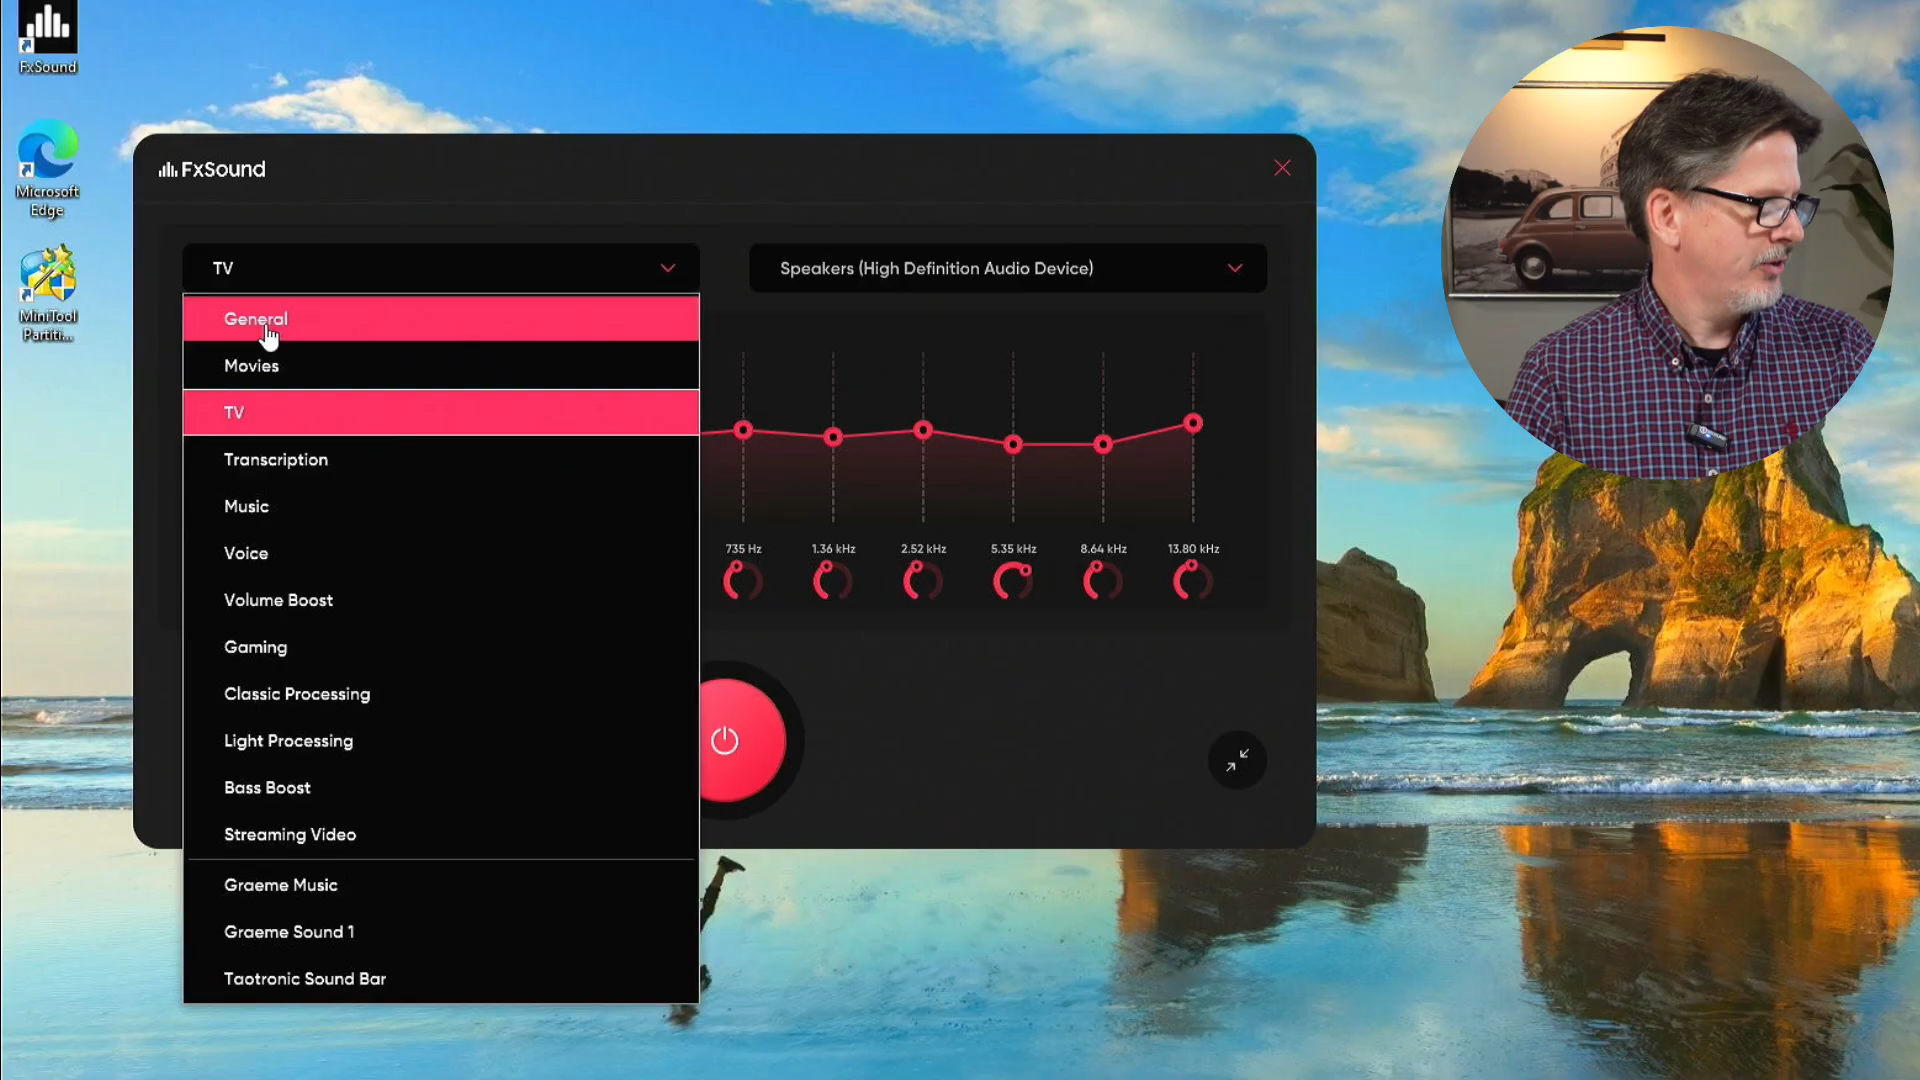 FxSound
Microsoft
Edge
MiniTool
Partiti...
FxSound
TV
Speakers (High Definition Audio Device)
General
Movies
TV
Transcription
Music
Voice
Volume Boost
Gaming
Classic Processing
Light Processing
Bass Boost
Streaming Video
Graeme Music
Graeme Sound 1
Taotronic Sound Bar
735 Hz
1.36 kHz
2.52 kHz
5.35 kHz
8.64 kHz
13.80 kHz